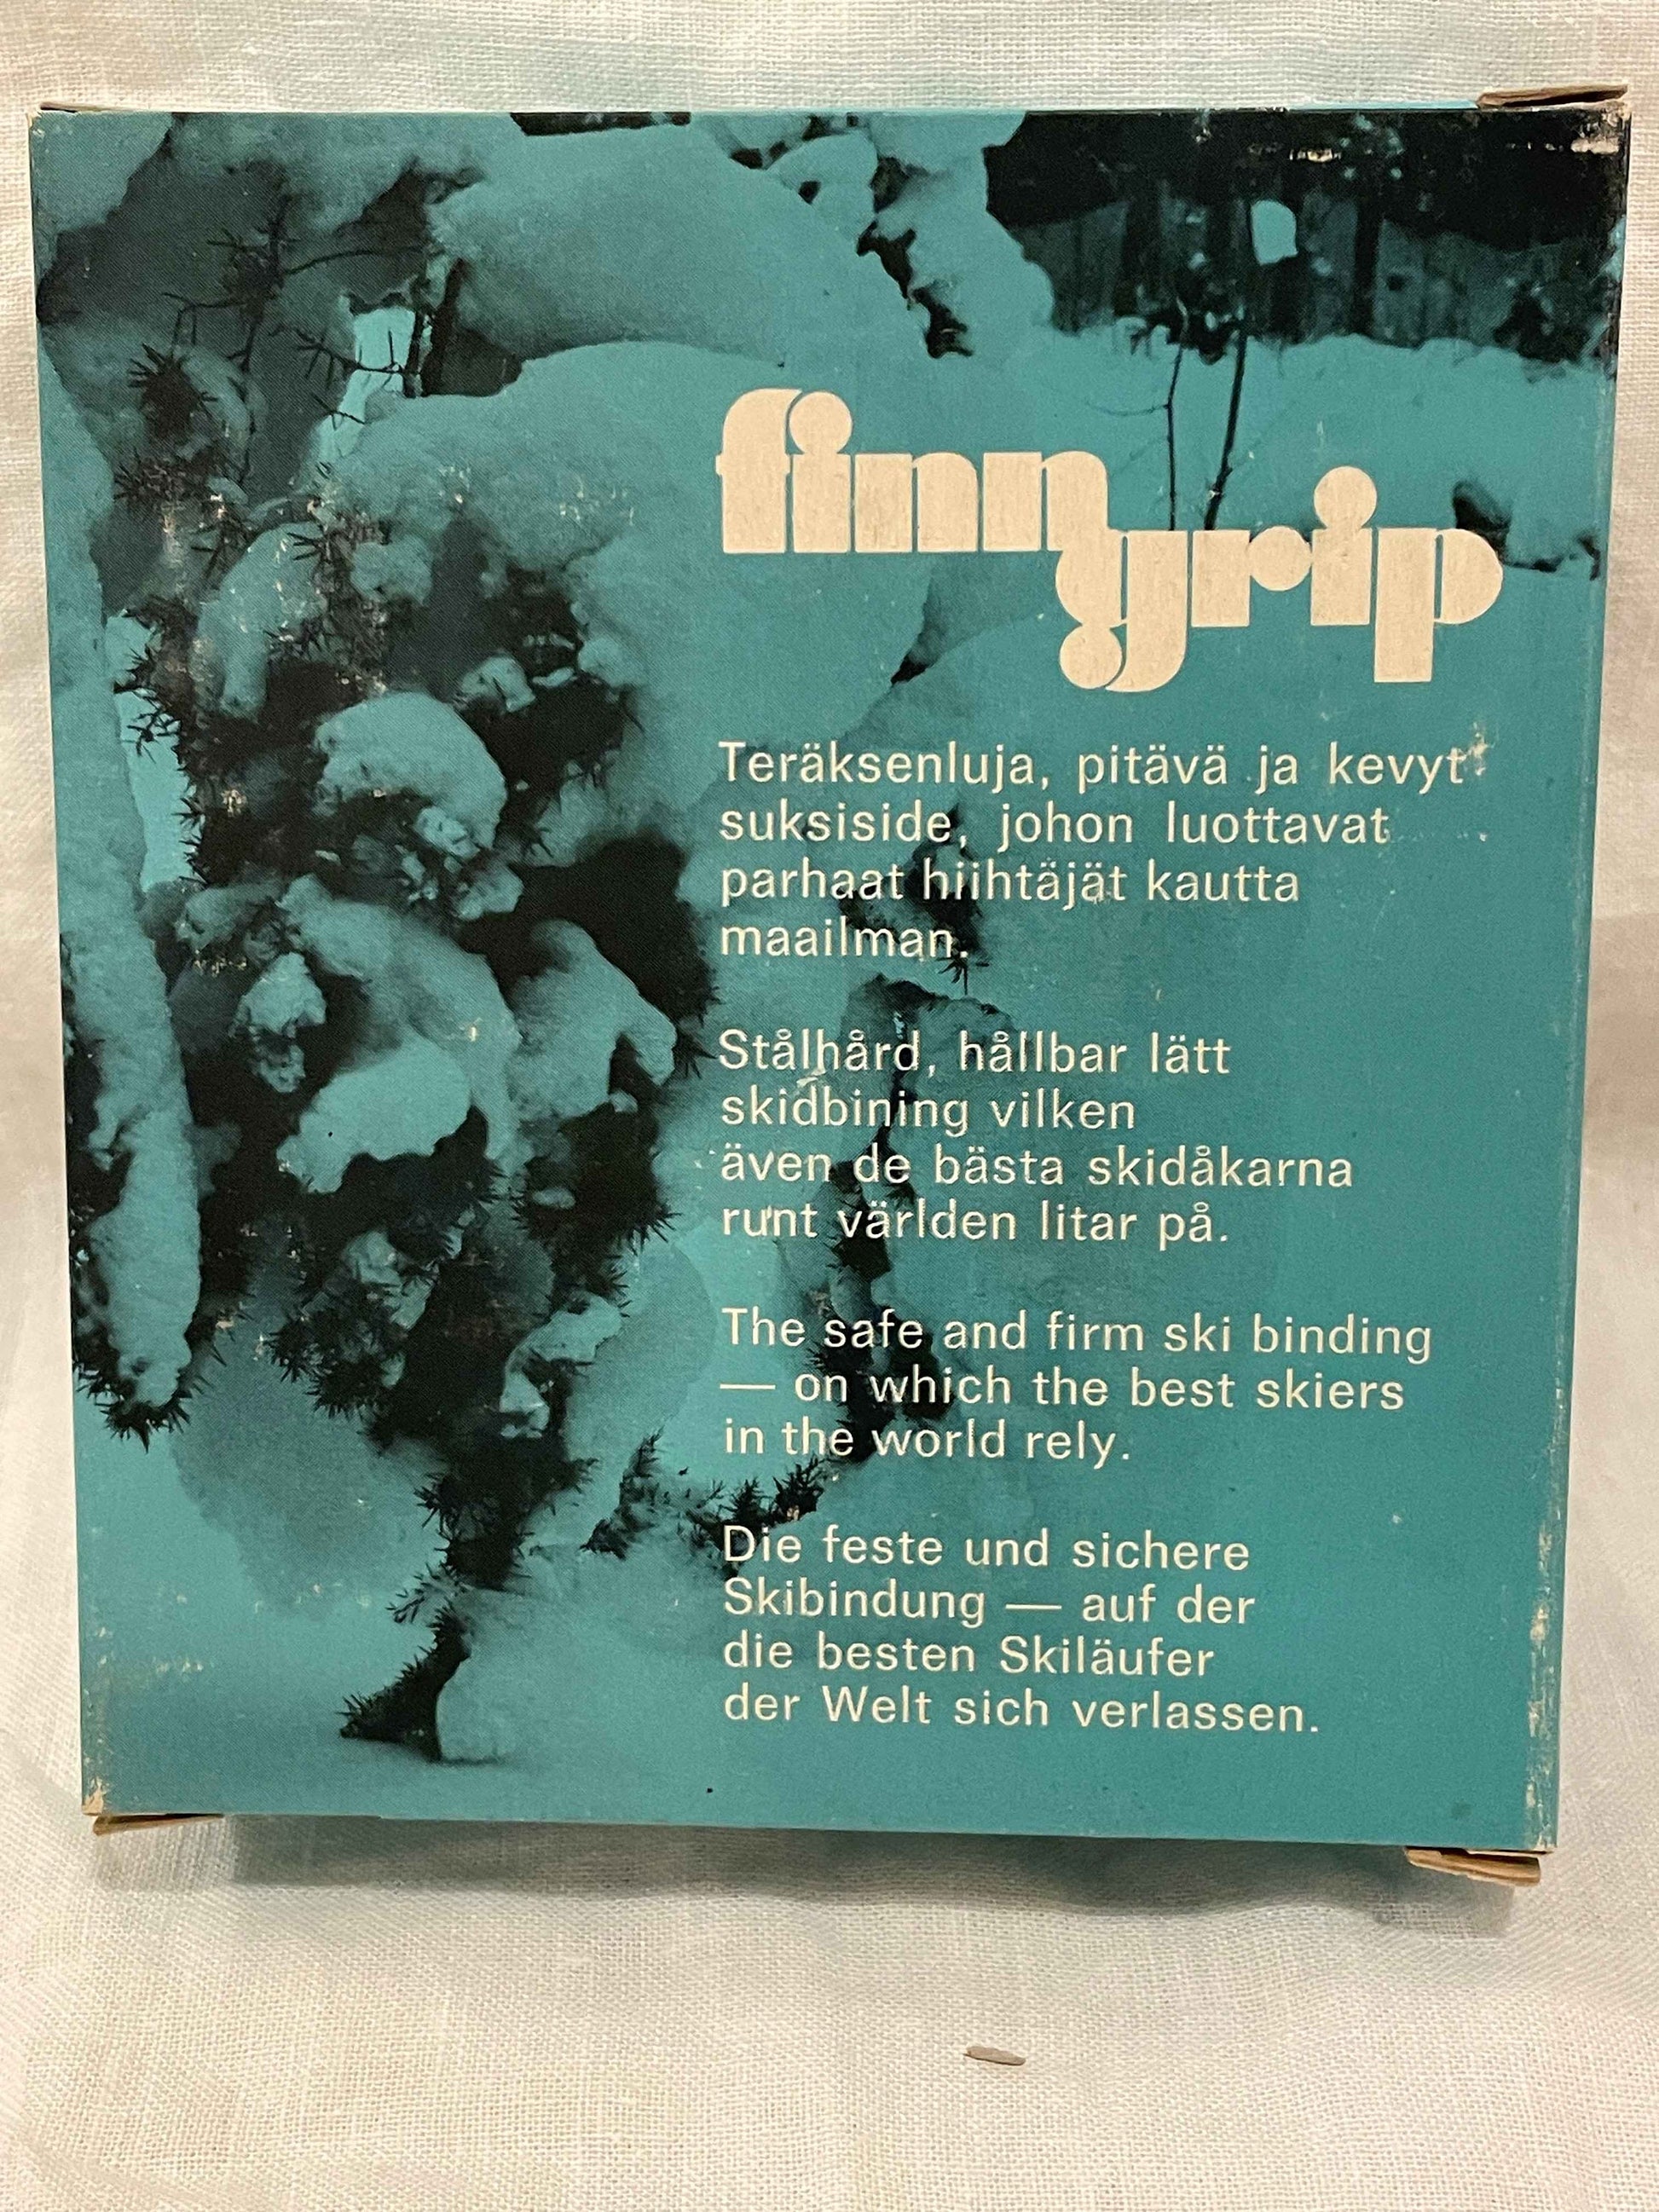 finn
grip
Teräksenluja, pitävä ja kevyt
suksiside, johon luottavat
parhaat hiihtäjät kautta
maailman.
Stålhård, hållbar lätt
skidbining vilken
även de bästa skidåkarna
runt världen litar på.
The safe and firm ski binding
— on which the best skiers
in the world rely.
Die feste und sichere
Skibindung — auf der
die besten Skiläufer
der Welt sich verlassen.